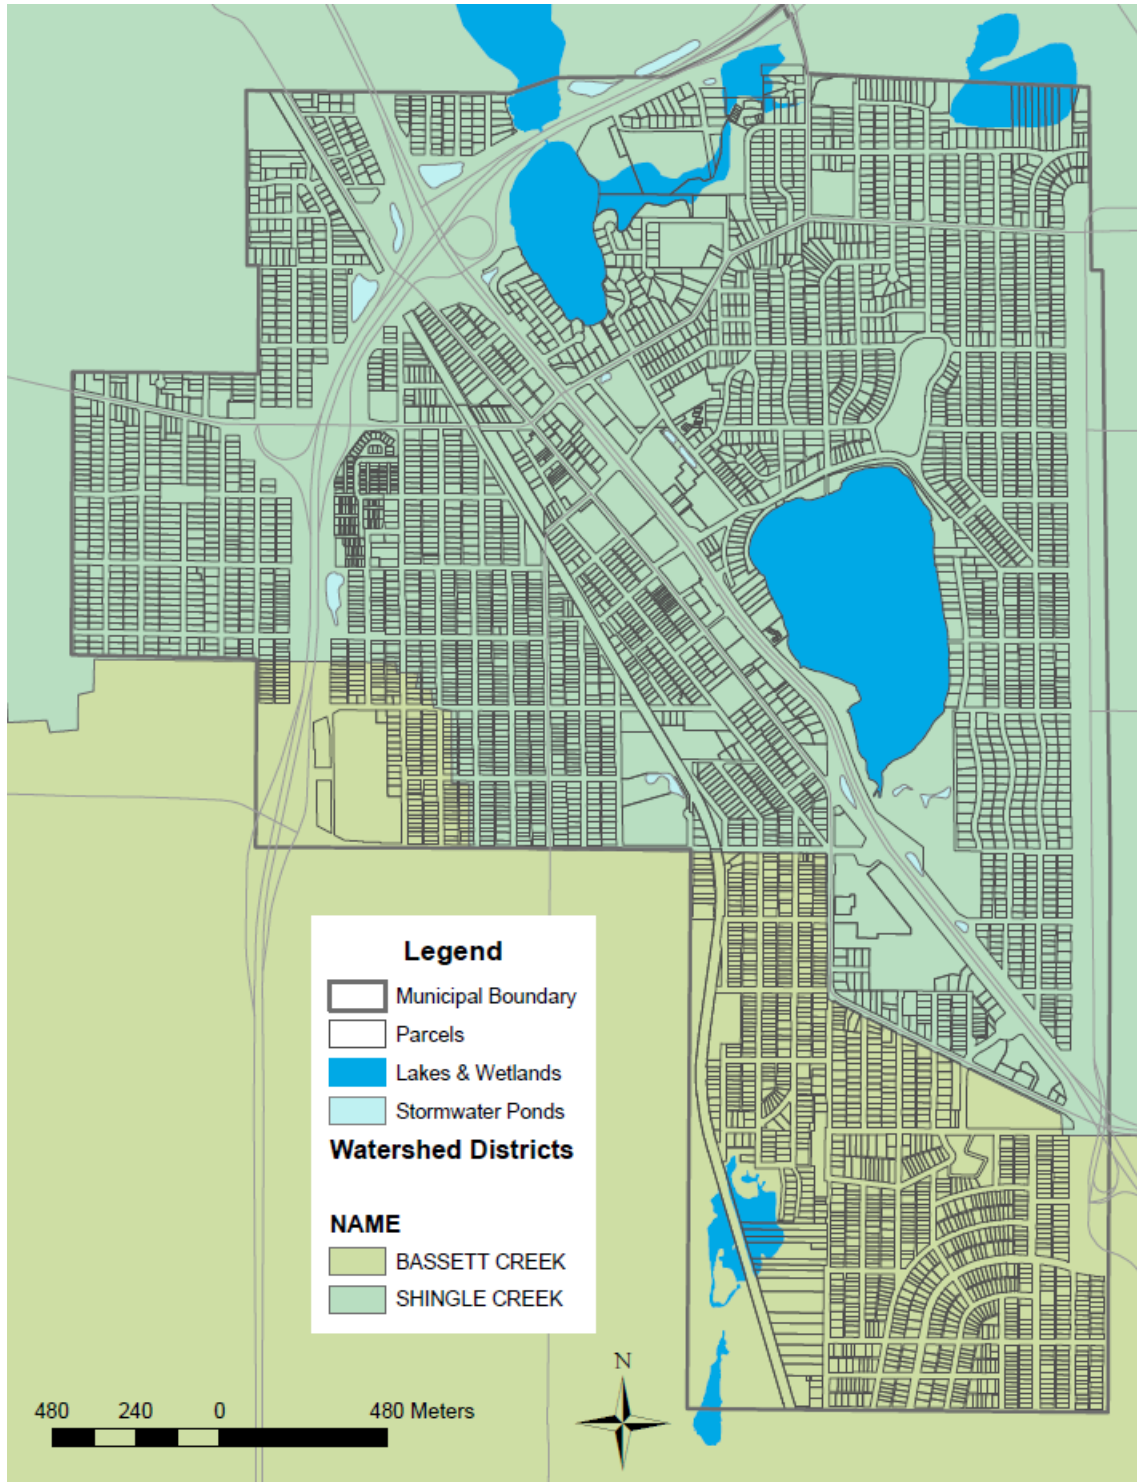 Legend
Municipal Boundary
Parcels
Lakes & Wetlands
Stormwater Ponds
Watershed Districts
NAME
BASSETT CREEK
SHINGLE CREEK
N
480 240 0 480 Meters